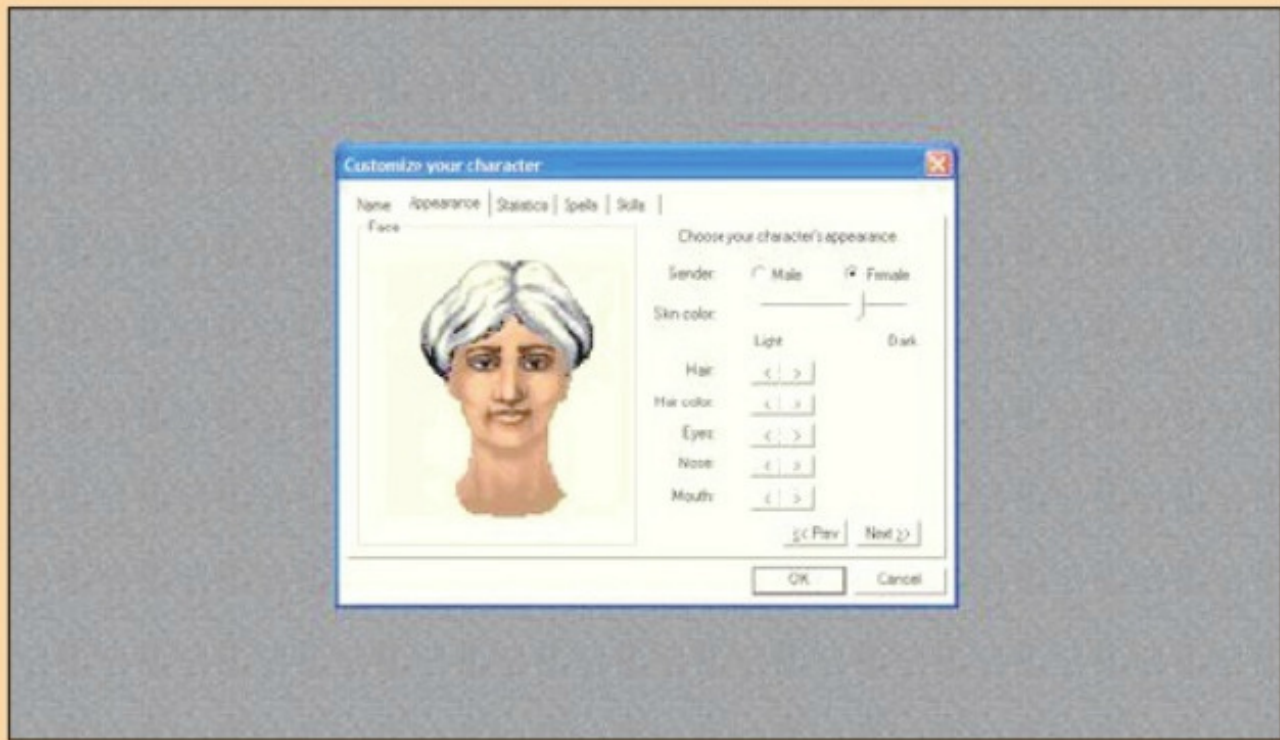 Customize your character
Name Appearance Statistics Spells Skills
Face
Choose your character's appearance.
Gender: Male Female
Skin color:
Light Dark
Hair: < >
Hair color: < >
Eyes: < >
Nose: < >
Mouth: < >
<< Prev Next >>
OK Cancel